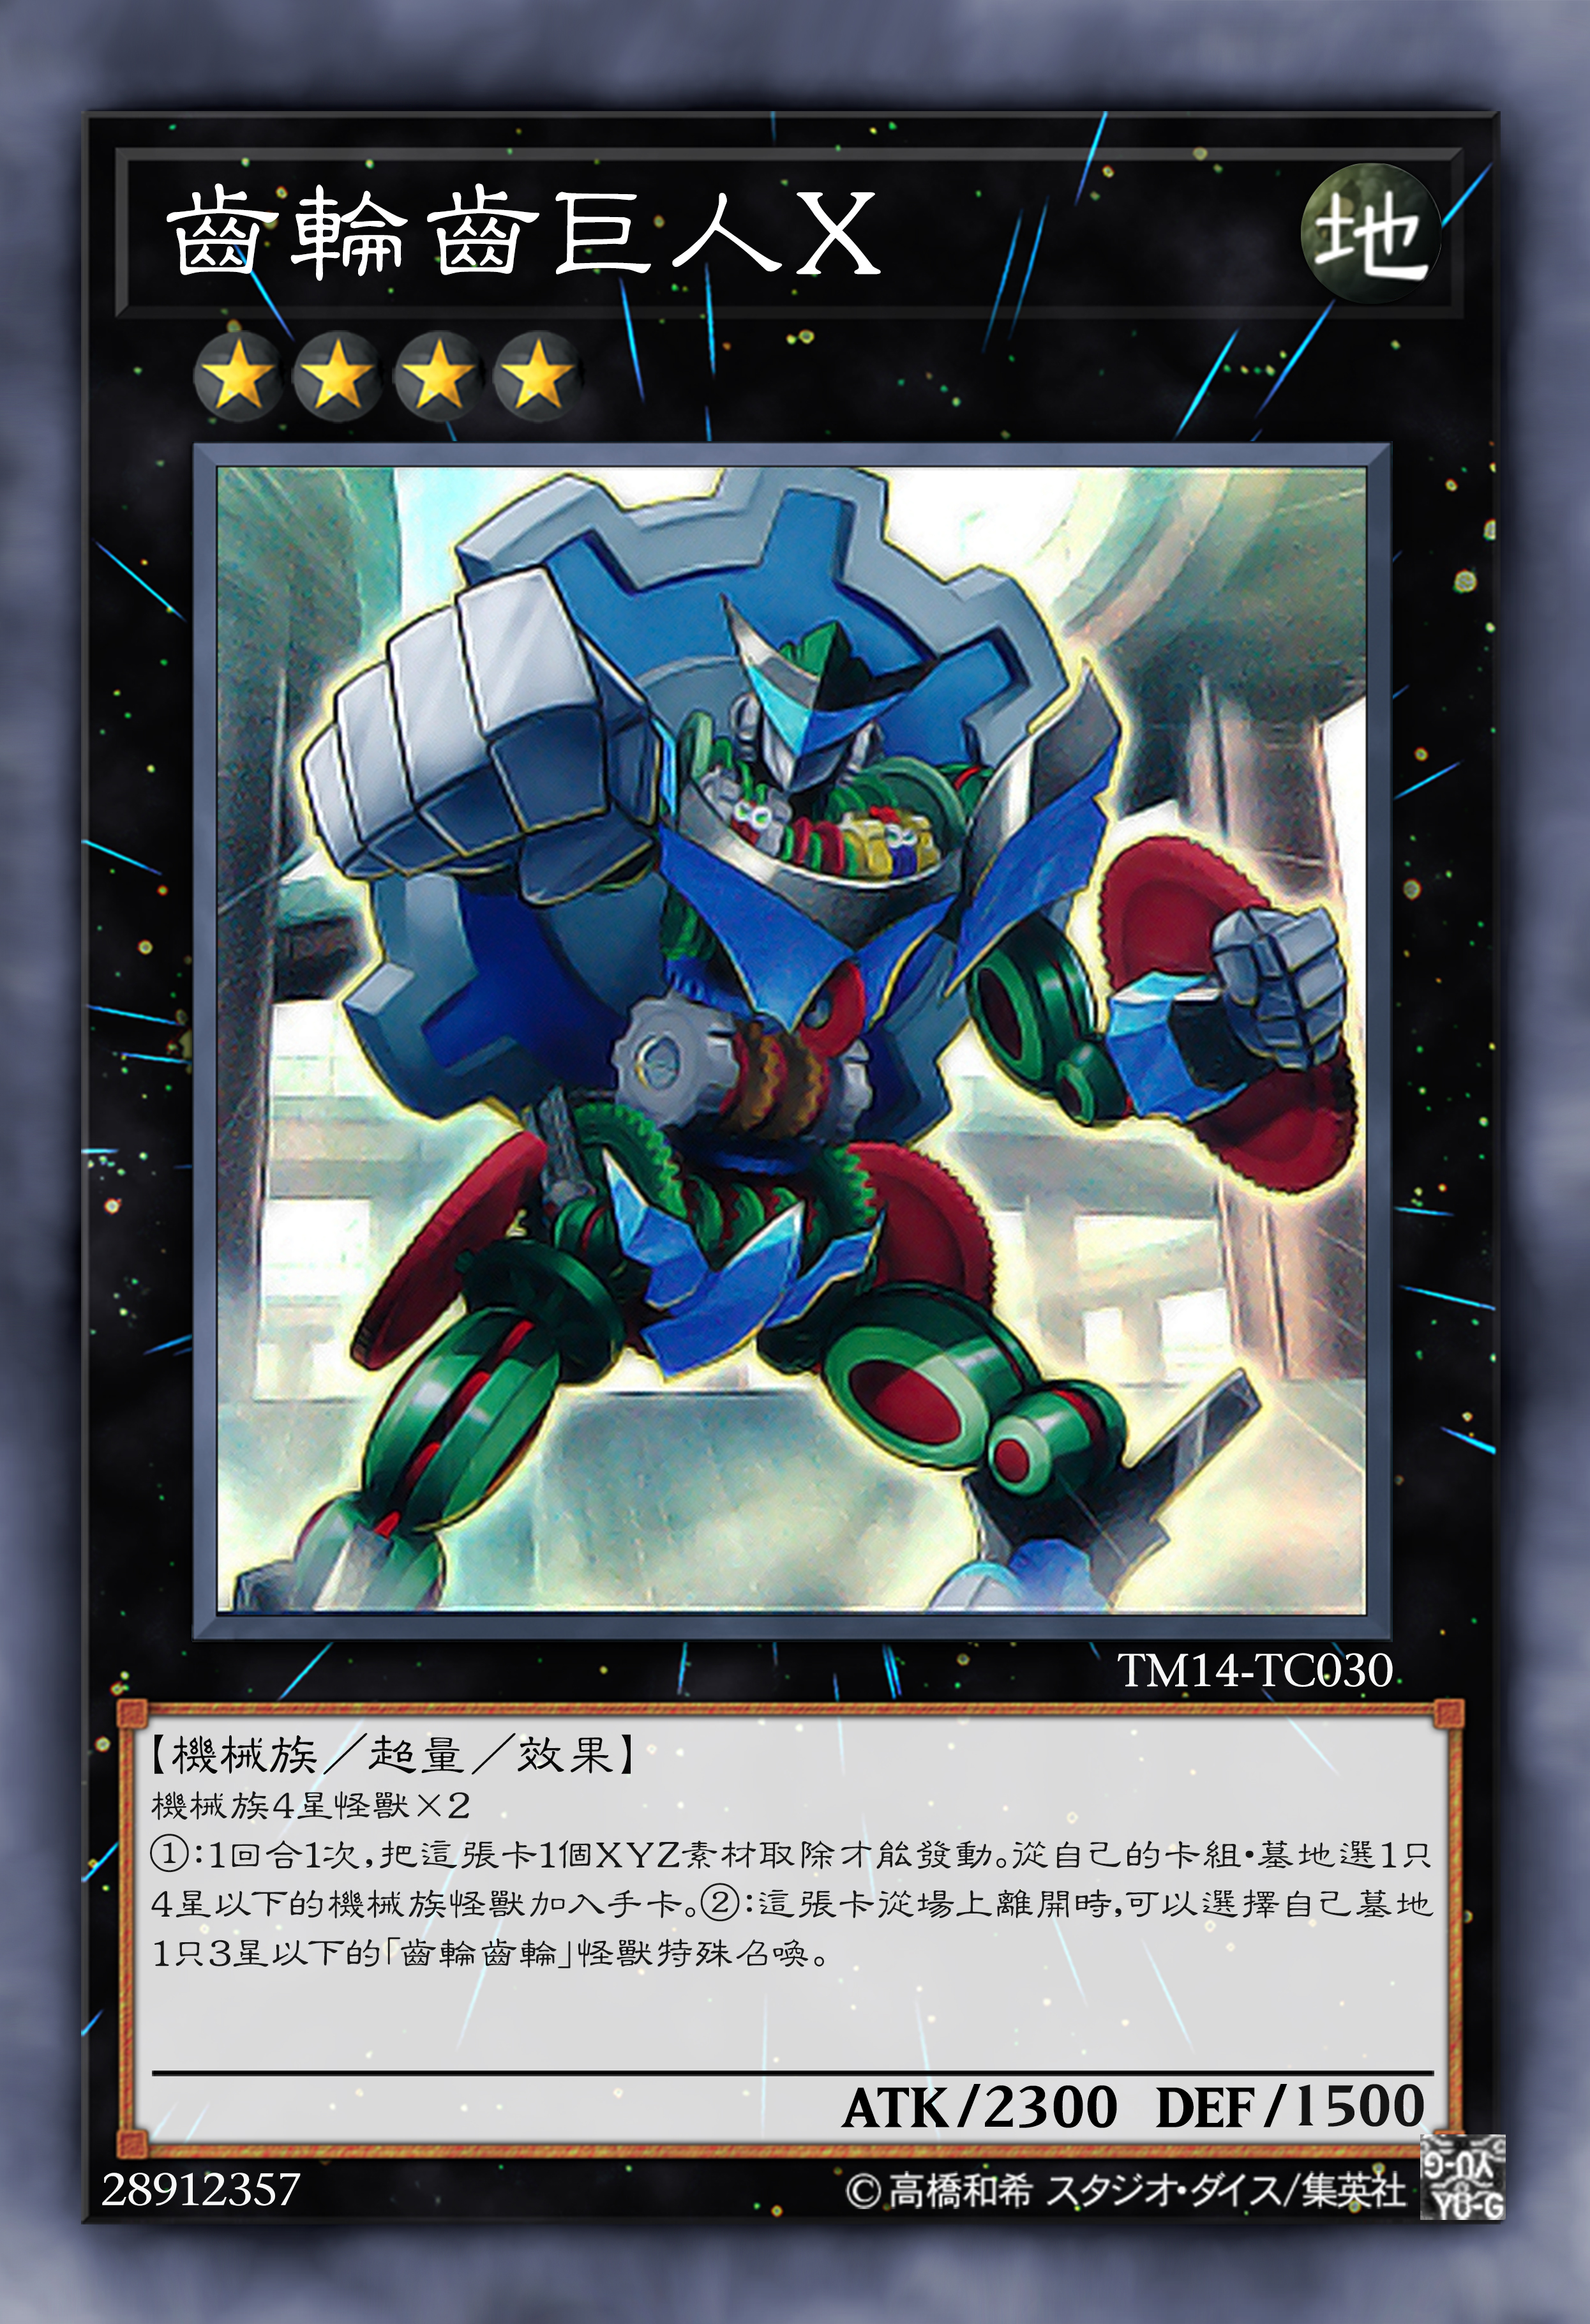 齒輪齒巨人X
地
TM14-TC030
【機械族／超量／效果】
機械族4星怪獸×2
①：1回合1次，把這張卡1個XYZ素材取除才能發動。從自己的卡組·墓地選1只
4星以下的機械族怪獸加入手卡。②：這張卡從場上離開時，可以選擇自己墓地
1只3星以下的「齒輪齒輪」怪獸特殊召喚。
ATK/2300 DEF/1500
28912357
©高橋和希 スタジオ・ダイス/集英社
YU-G
YU-G